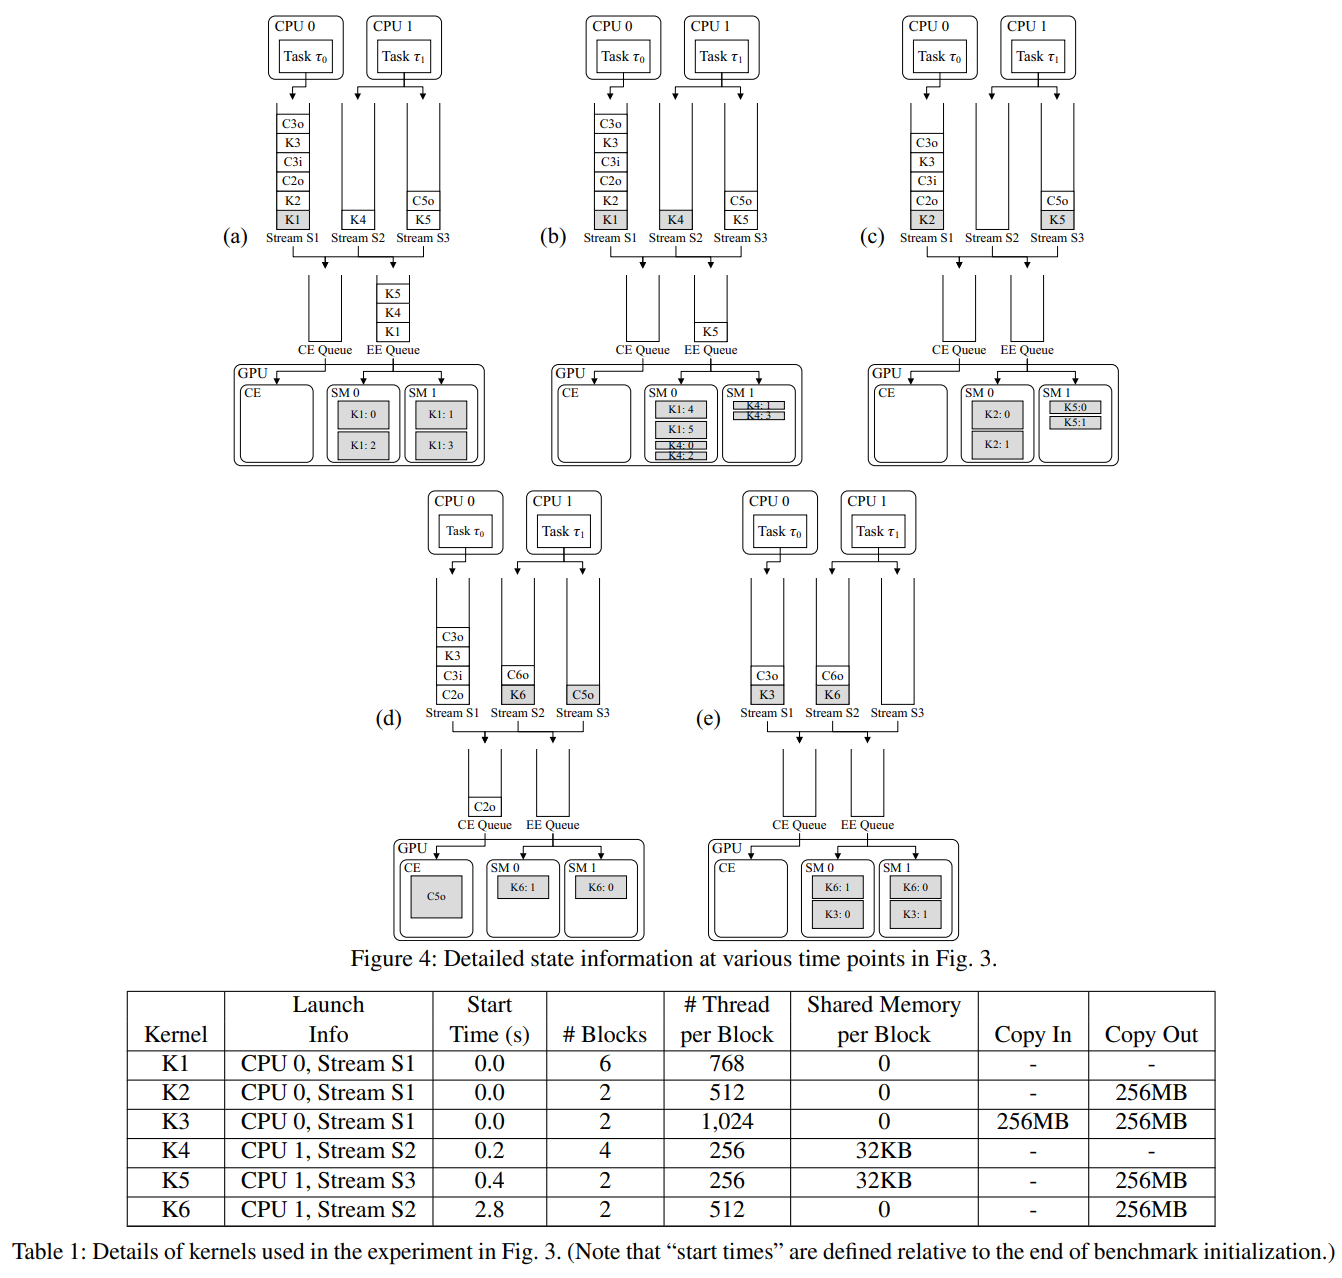 CPU 0 CPU 1
Task τ0 Task τ1
C3o
K3
C3i
C2o
K2 C5o
K1 K4 K5
(a) Stream S1 Stream S2 Stream S3
K5
K4
K1
CE Queue EE Queue
GPU
CE SM 0 SM 1
K1: 0 K1: 1
K1: 2 K1: 3
CPU 0 CPU 1
Task τ0 Task τ1
C3o
K3
C3i
C2o
K2 C5o
K1 K4 K5
(b) Stream S1 Stream S2 Stream S3
K5
CE Queue EE Queue
GPU
CE SM 0 SM 1
K1: 4 K4: 1
K4: 3
K1: 5
K4: 0
K4: 2
CPU 0 CPU 1
Task τ0 Task τ1
C3o
K3
C3i
C2o C5o
K2 K5
(c) Stream S1 Stream S2 Stream S3
CE Queue EE Queue
GPU
CE SM 0 SM 1
K2: 0 K5:0
K5:1
K2: 1
CPU 0 CPU 1
Task τ0 Task τ1
C3o
K3
C3i C6o
C2o K6 C5o
(d) Stream S1 Stream S2 Stream S3
C2o
CE Queue EE Queue
GPU
CE SM 0 SM 1
C5o K6: 1 K6: 0
CPU 0 CPU 1
Task τ0 Task τ1
C3o C6o
K3 K6
(e) Stream S1 Stream S2 Stream S3
CE Queue EE Queue
GPU
CE SM 0 SM 1
K6: 1 K6: 0
K3: 0 K3: 1
Figure 4: Detailed state information at various time points in Fig. 3.
Launch Start # Thread Shared Memory
Kernel Info Time (s) # Blocks per Block per Block Copy In Copy Out
K1 CPU 0, Stream S1 0.0 6 768 0 - -
K2 CPU 0, Stream S1 0.0 2 512 0 - 256MB
K3 CPU 0, Stream S1 0.0 2 1,024 0 256MB 256MB
K4 CPU 1, Stream S2 0.2 4 256 32KB - -
K5 CPU 1, Stream S3 0.4 2 256 32KB - 256MB
K6 CPU 1, Stream S2 2.8 2 512 0 - 256MB
Table 1: Details of kernels used in the experiment in Fig. 3. (Note that “start times” are defined relative to the end of benchmark initialization.)